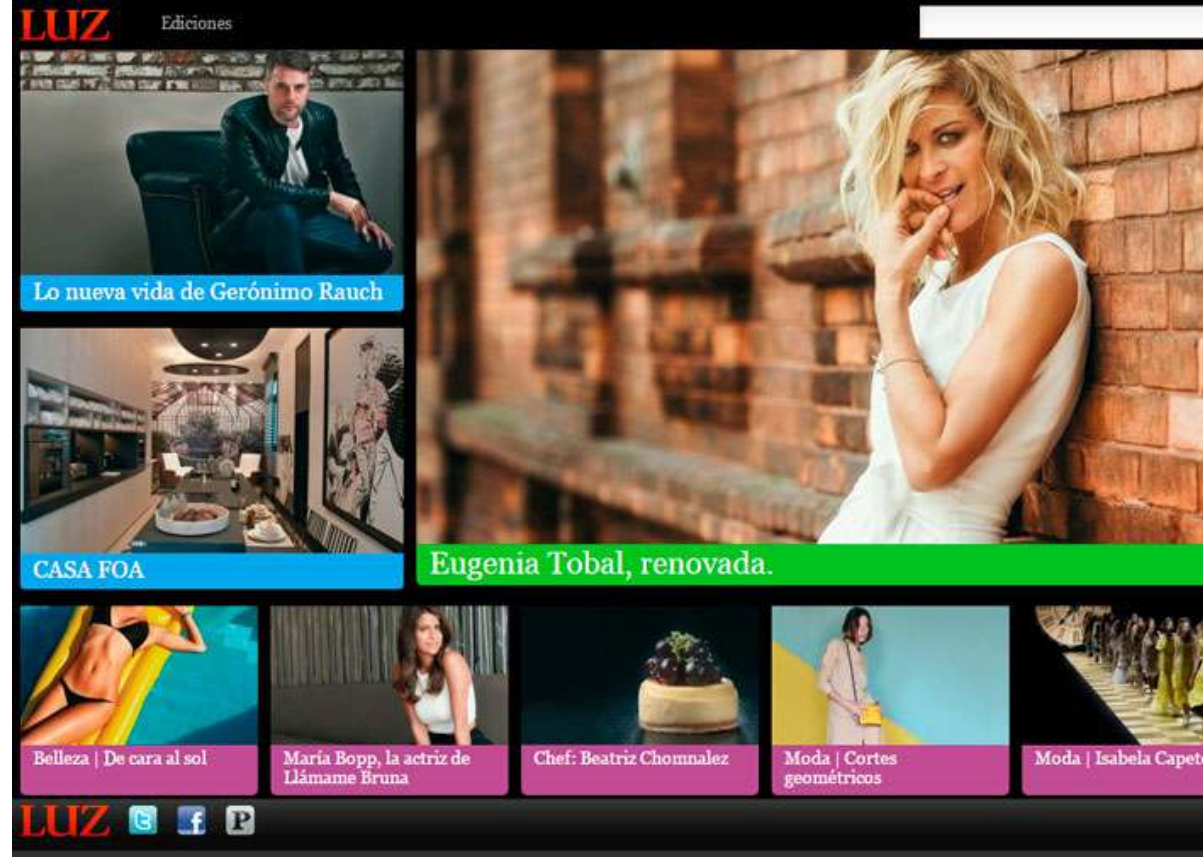 LUZ
Ediciones
Lo nueva vida de Gerónimo Rauch
CASA FOA
Eugenia Tobal, renovada.
Belleza | De cara al sol
María Bopp, la actriz de
Llámame Bruna
Chef: Beatriz Chomnalez
Moda | Cortes
geométricos
Moda | Isabela Capeto
LUZ
P